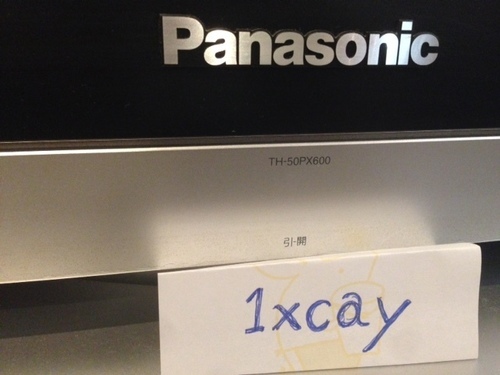 Panasonic
TH-50PX600
引·開
1xcay